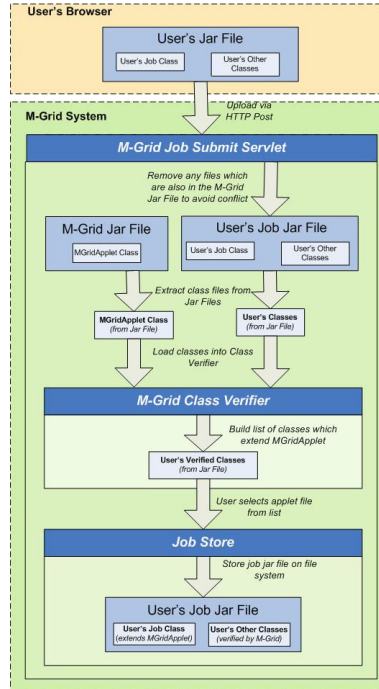 User's Browser
User's Jar File
User's Job Class
User's Other
Classes
Upload via
HTTP Post
M-Grid System
M-Grid Job Submit Servlet
Remove any files which
are also in the M-Grid
Jar File to avoid conflict
M-Grid Jar File
MGridApplet Class
User's Job Jar File
User's Job Class
User's Other
Classes
Extract class files from
Jar Files
MGridApplet Class
(from Jar File)
User's Classes
(from Jar File)
Load classes into Class
Verifier
M-Grid Class Verifier
Build list of classes which
extend MGridApplet
User's Verified Classes
(from Jar File)
User selects applet file
from list
Job Store
Store job jar file on file
system
User's Job Jar File
User's Job Class
(extends MGridApplet)
User's Other Classes
(verified by M-Grid)